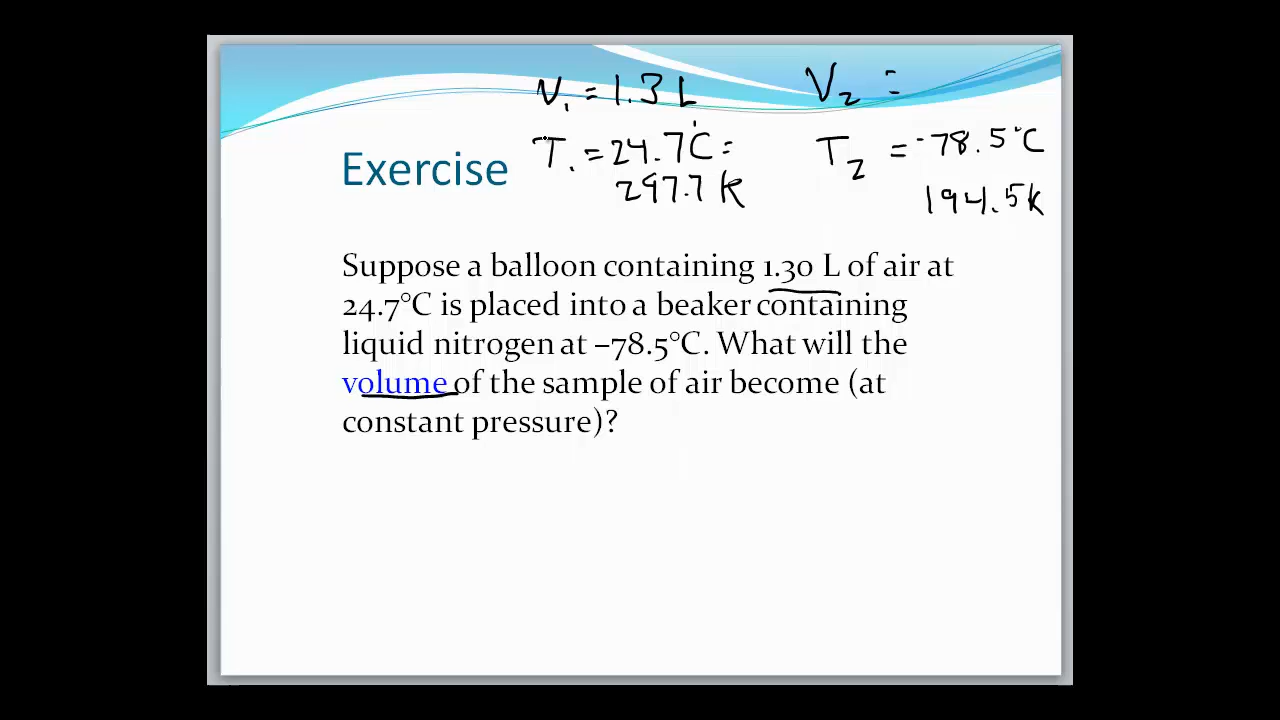 V₁ = 1.3 L
V₂ =
T₁ = 24.7°C =
T₂ = -78.5°C
297.7 K
194.5 K
Exercise
Suppose a balloon containing 1.30 L of air at
24.7°C is placed into a beaker containing
liquid nitrogen at –78.5°C. What will the
volume of the sample of air become (at
constant pressure)?